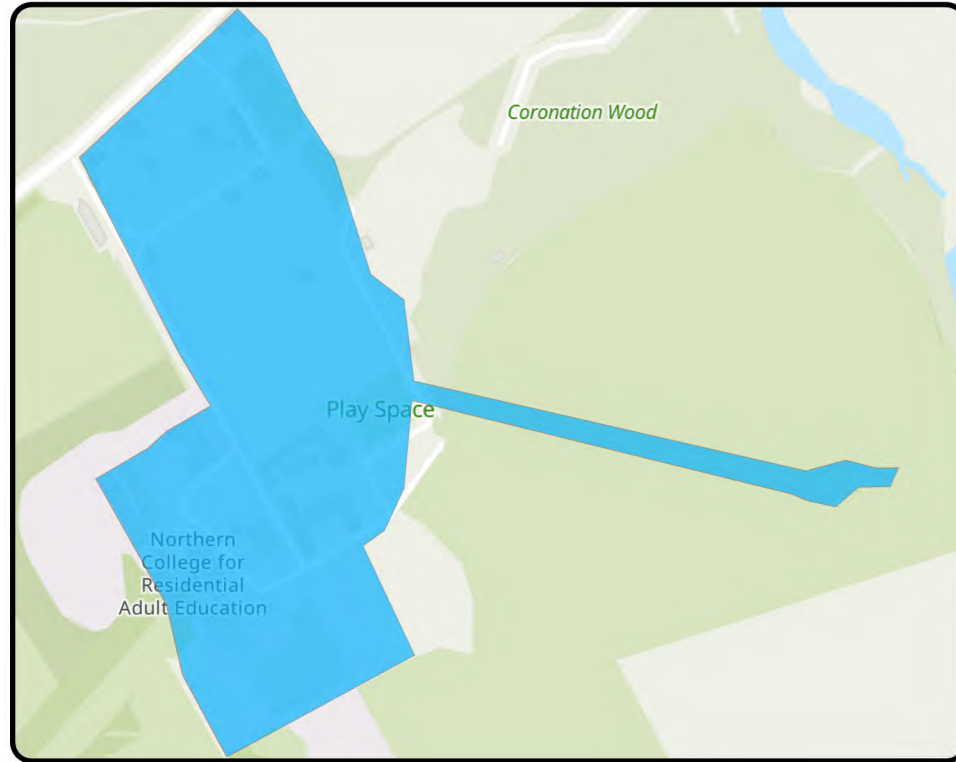 Coronation Wood
Play Space
Northern
College for
Residential
Adult Education